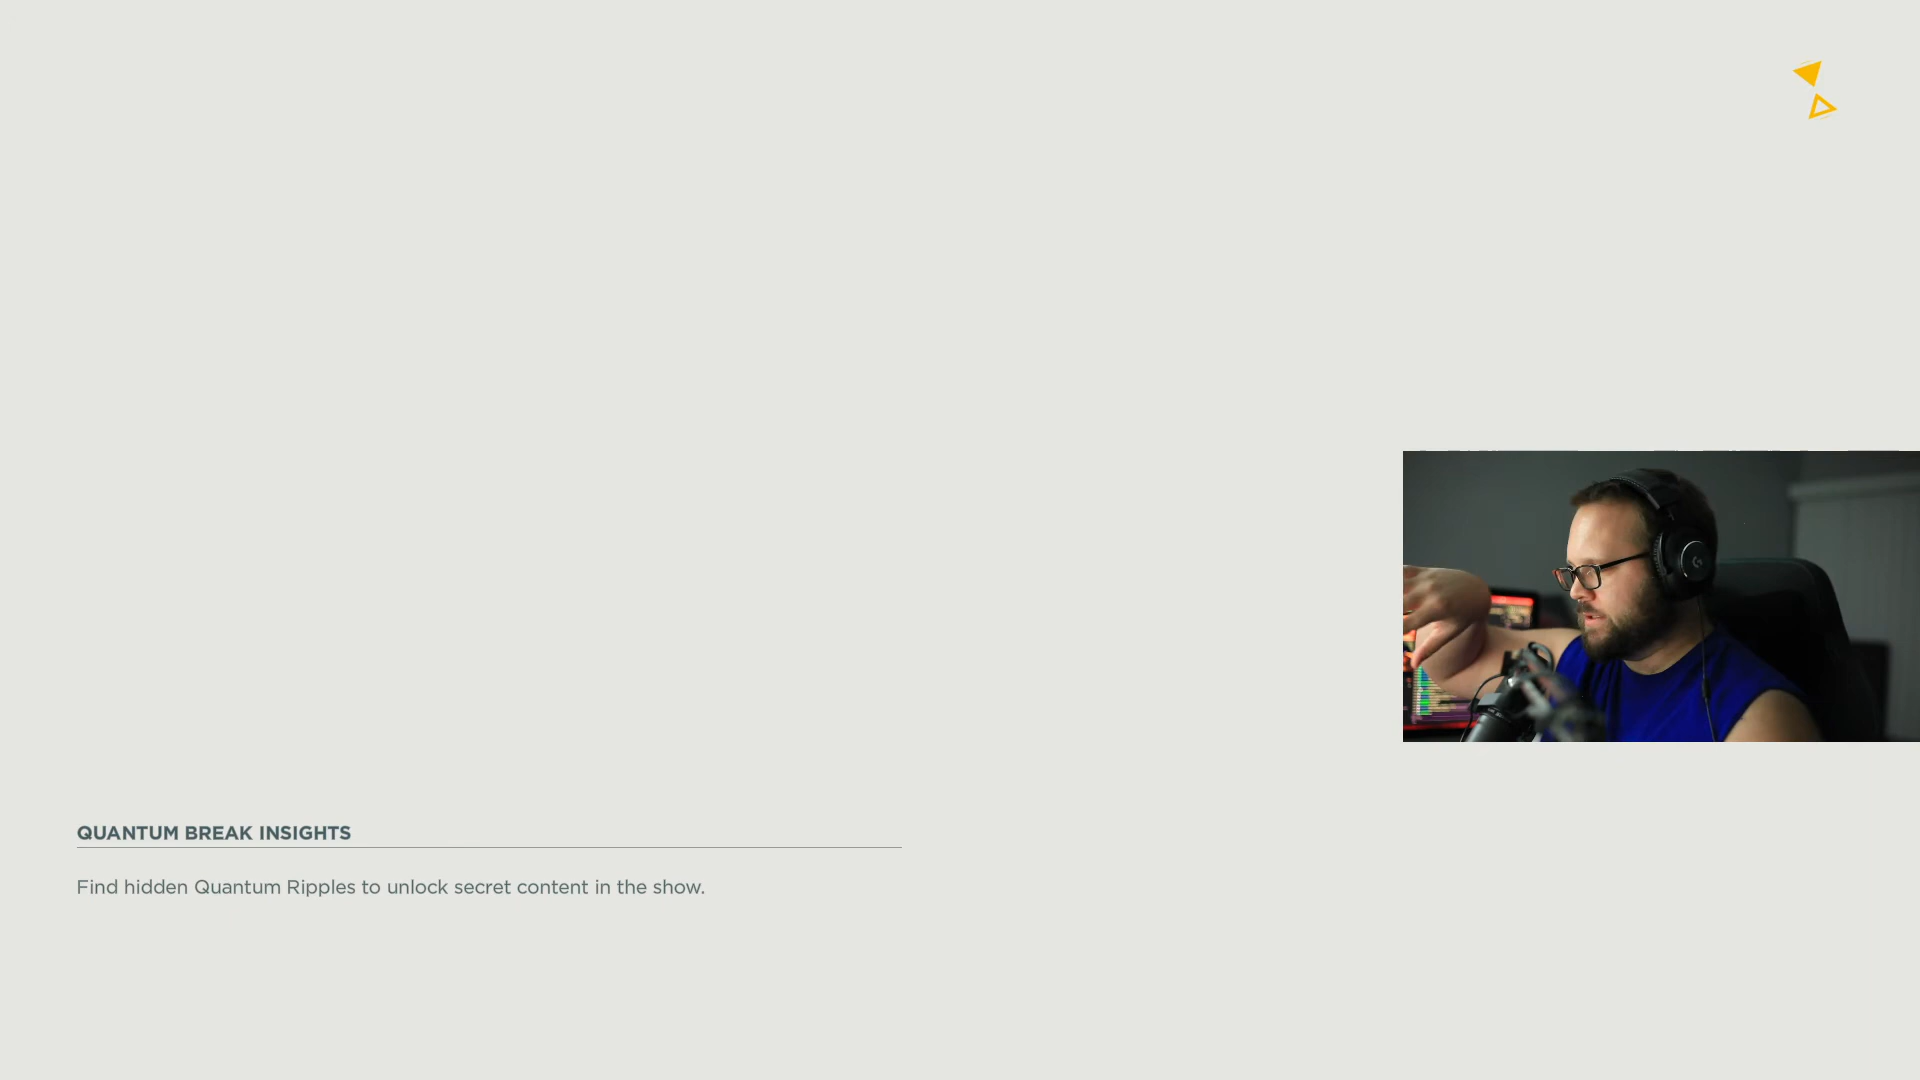 QUANTUM BREAK INSIGHTS
Find hidden Quantum Ripples to unlock secret content in the show.